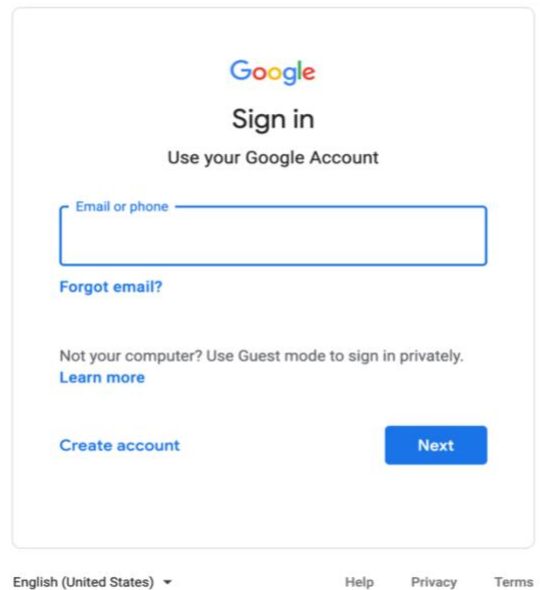 Google
Sign in
Use your Google Account
Email or phone
Forgot email?
Not your computer? Use Guest mode to sign in privately.
Learn more
Create account
Next
English (United States)
Help
Privacy
Terms